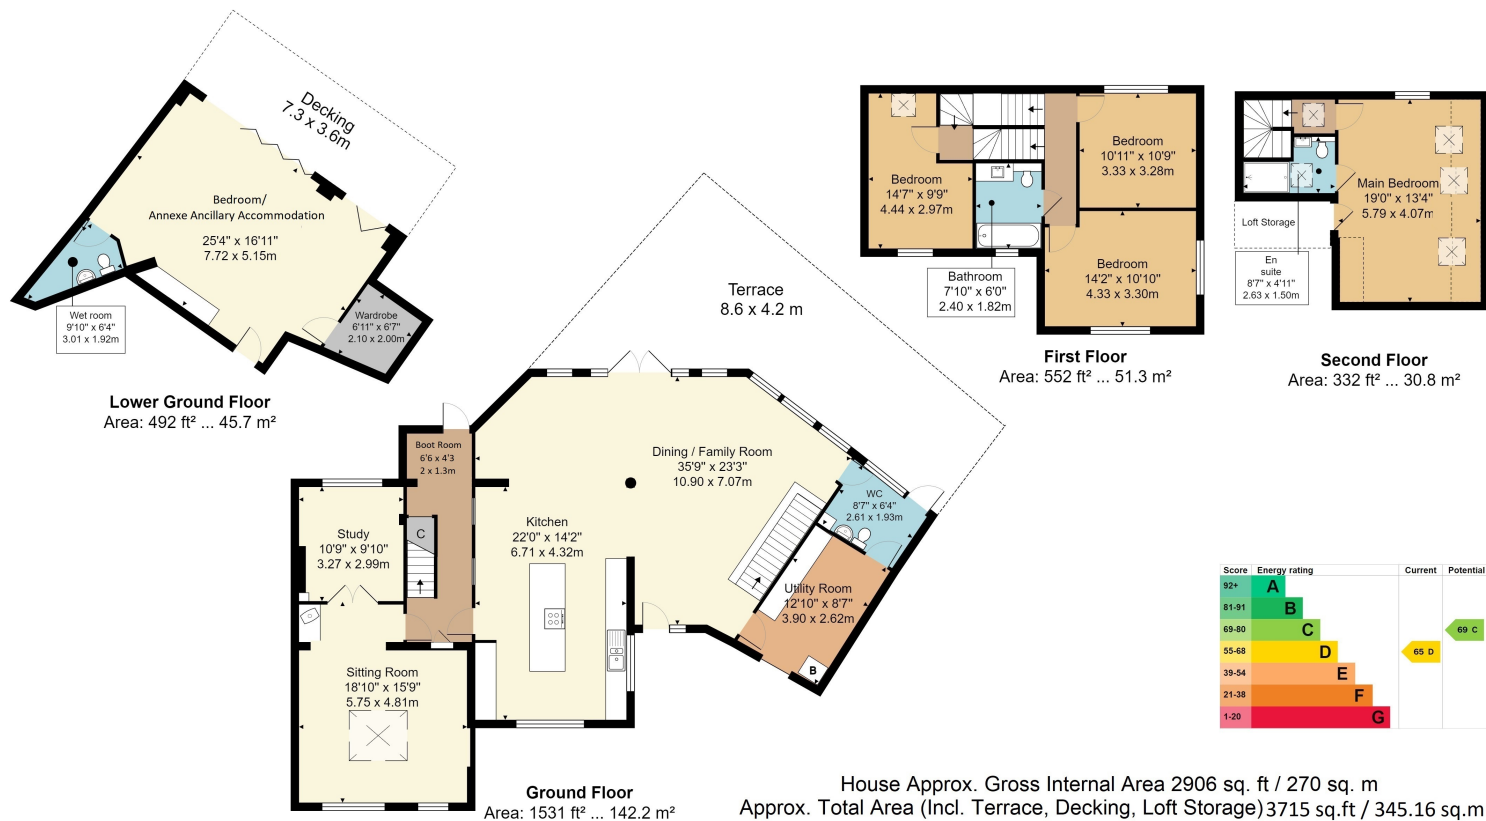 Decking
7.3 x 3.6m
Bedroom/
Annexe Ancillary Accommodation
25'4" x 16'11"
7.72 x 5.15m
Wet room
9'10" x 6'4"
3.01 x 1.92m
Wardrobe
6'11" x 6'7"
2.10 x 2.00m
Lower Ground Floor
Area: 492 ft² ... 45.7 m²
Terrace
8.6 x 4.2 m
Boot Room
6'6 x 4'3
2 x 1.3m
Dining / Family Room
35'9" x 23'3"
10.90 x 7.07m
WC
8'7" x 6'4"
2.61 x 1.93m
Study
10'9" x 9'10"
3.27 x 2.99m
C
Kitchen
22'0" x 14'2"
6.71 x 4.32m
Utility Room
12'10" x 8'7"
3.90 x 2.62m
B
Sitting Room
18'10" x 15'9"
5.75 x 4.81m
Ground Floor
Area: 1531 ft² ... 142.2 m²
Bedroom
14'7" x 9'9"
4.44 x 2.97m
Bedroom
10'11" x 10'9"
3.33 x 3.28m
Bedroom
14'2" x 10'10"
4.33 x 3.30m
Bathroom
7'10" x 6'0"
2.40 x 1.82m
First Floor
Area: 552 ft² ... 51.3 m²
Main Bedroom
19'0" x 13'4"
5.79 x 4.07m
Loft Storage
En
suite
8'7" x 4'11"
2.63 x 1.50m
Second Floor
Area: 332 ft² ... 30.8 m²
Score Energy rating Current Potential
92+ A
81-91 B
69-80 C 69 C
55-68 D 65 D
39-54 E
21-38 F
1-20 G
House Approx. Gross Internal Area 2906 sq. ft / 270 sq. m
Approx. Total Area (Incl. Terrace, Decking, Loft Storage) 3715 sq.ft / 345.16 sq.m